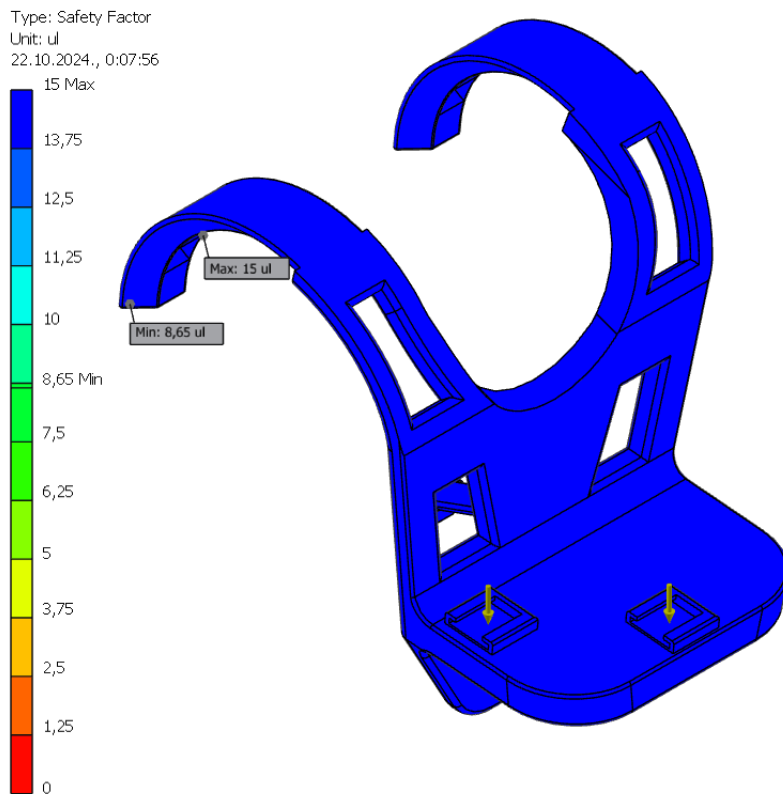 Type: Safety Factor
Unit: ul
22.10.2024., 0:07:56
15 Max
13,75
12,5
11,25
10
8,65 Min
7,5
6,25
5
3,75
2,5
1,25
0
Max: 15 ul
Min: 8,65 ul